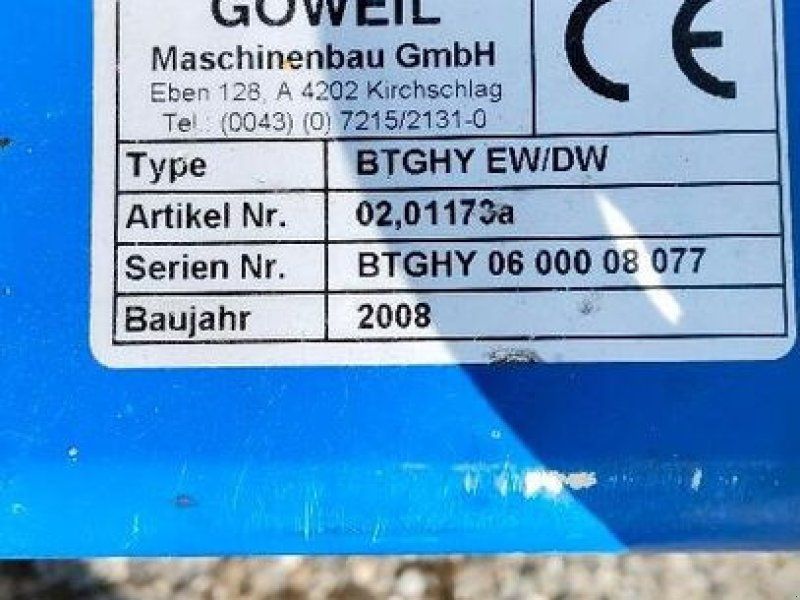 GÖWEIL
Maschinenbau GmbH
Eben 128, A 4202 Kirchschlag
Tel.: (0043) (0) 7215/2131-0
CE
Type BTGHY EW/DW
Artikel Nr. 02,01173a
Serien Nr. BTGHY 06 000 08 077
Baujahr 2008